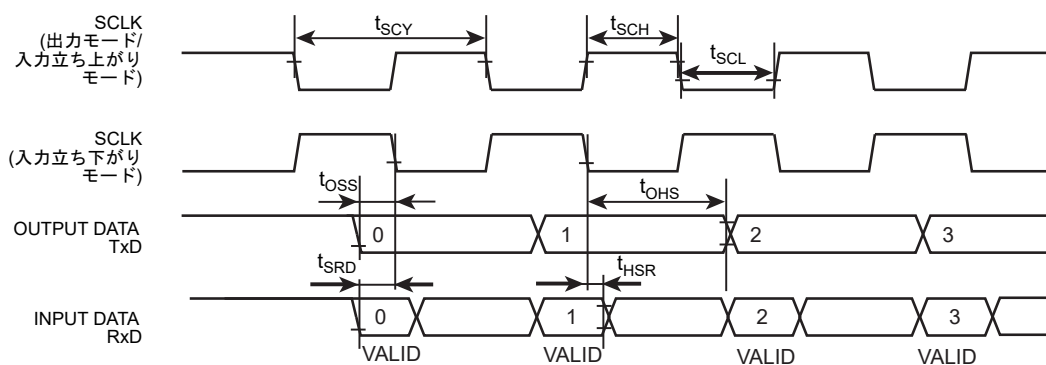 SCLK
(出力モード/
入力立ち上がり
モード)
tSCY
tSCH
tSCL
SCLK
(入力立ち下がり
モード)
tOSS
tOHS
OUTPUT DATA
TxD
0
1
2
3
tSRD
tHSR
INPUT DATA
RxD
0
1
2
3
VALID
VALID
VALID
VALID